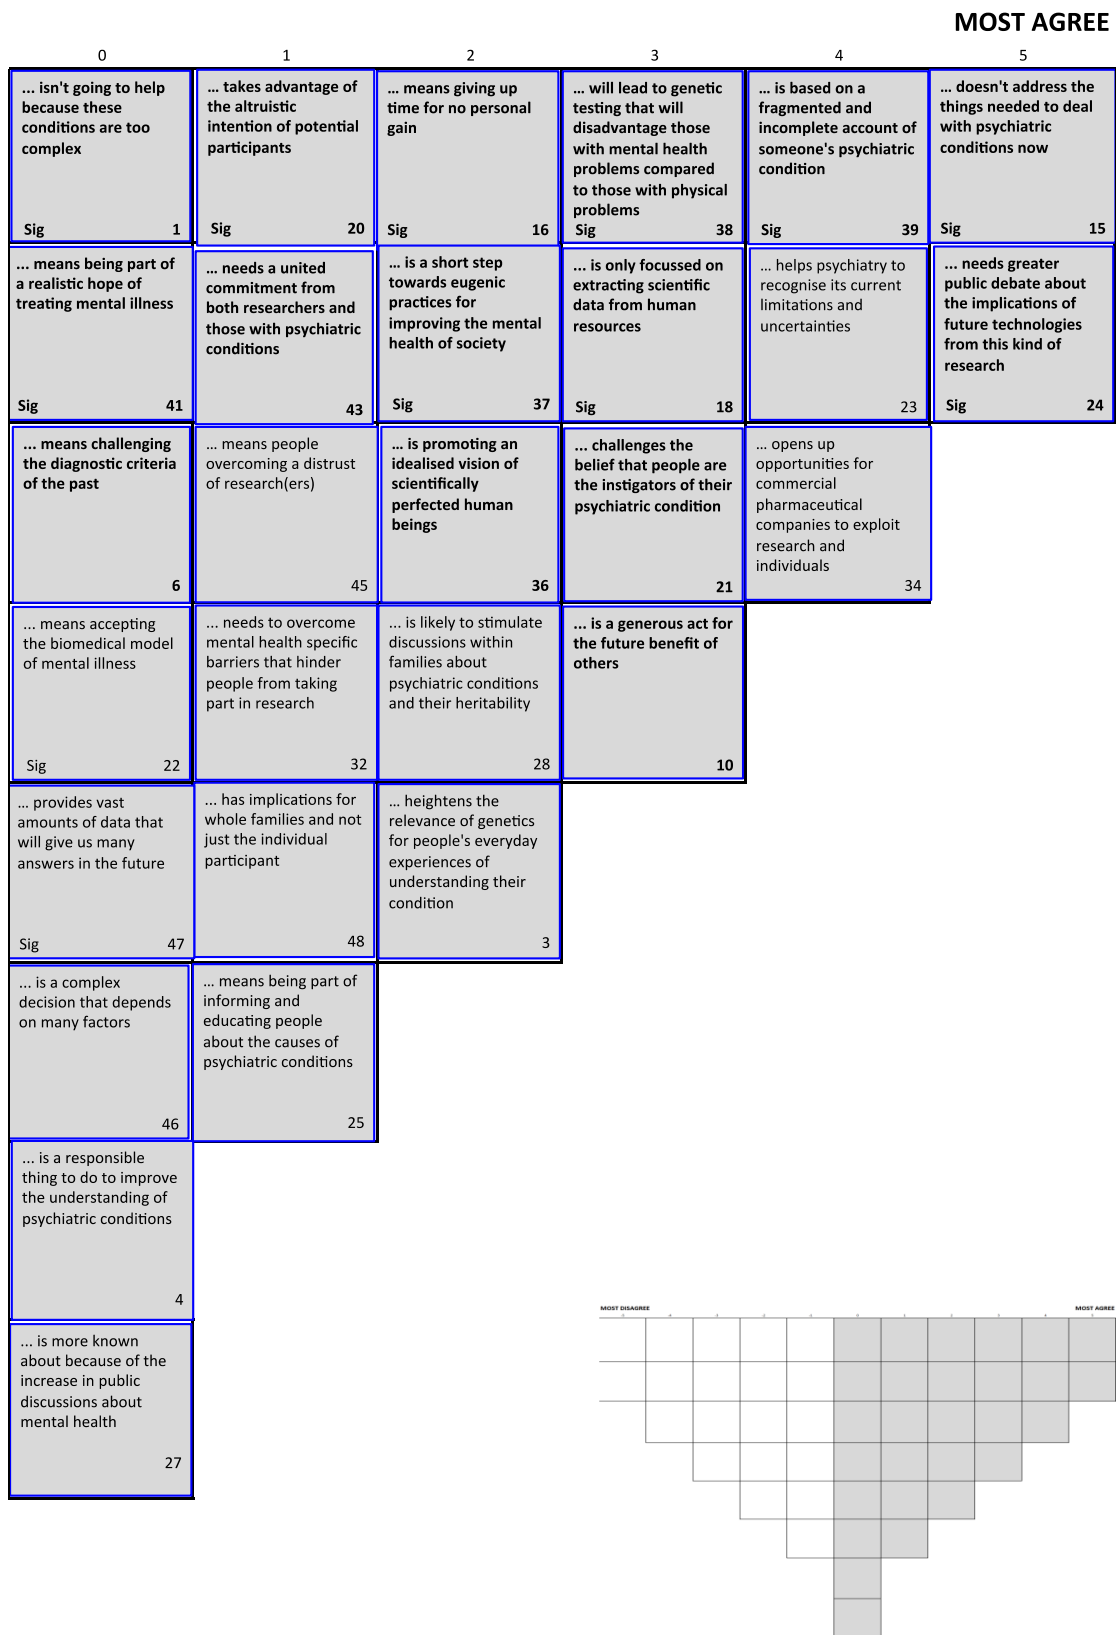 MOST AGREE
0 1 2 3 4 5
... isn't going to help
because these
conditions are too
complex
Sig 1
... takes advantage of
the altruistic
intention of potential
participants
Sig 20
... means giving up
time for no personal
gain
Sig 16
... will lead to genetic
testing that will
disadvantage those
with mental health
problems compared
to those with physical
problems
Sig 38
... is based on a
fragmented and
incomplete account of
someone's psychiatric
condition
Sig 39
... doesn't address the
things needed to deal
with psychiatric
conditions now
Sig 15
... means being part of
a realistic hope of
treating mental illness
Sig 41
... needs a united
commitment from
both researchers and
those with psychiatric
conditions
43
... is a short step
towards eugenic
practices for
improving the mental
health of society
Sig 37
... is only focussed on
extracting scientific
data from human
resources
Sig 18
... helps psychiatry to
recognise its current
limitations and
uncertainties
23
... needs greater
public debate about
the implications of
future technologies
from this kind of
research
Sig 24
... means challenging
the diagnostic criteria
of the past
6
... means people
overcoming a distrust
of research(ers)
45
... is promoting an
idealised vision of
scientifically
perfected human
beings
36
... challenges the
belief that people are
the instigators of their
psychiatric condition
21
... opens up
opportunities for
commercial
pharmaceutical
companies to exploit
research and
individuals
34
... means accepting
the biomedical model
of mental illness
Sig 22
... needs to overcome
mental health specific
barriers that hinder
people from taking
part in research
32
... is likely to stimulate
discussions within
families about
psychiatric conditions
and their heritability
28
... is a generous act for
the future benefit of
others
10
... provides vast
amounts of data that
will give us many
answers in the future
Sig 47
... has implications for
whole families and not
just the individual
participant
48
... heightens the
relevance of genetics
for people's everyday
experiences of
understanding their
condition
3
... is a complex
decision that depends
on many factors
46
... means being part of
informing and
educating people
about the causes of
psychiatric conditions
25
... is a responsible
thing to do to improve
the understanding of
psychiatric conditions
4
... is more known
about because of the
increase in public
discussions about
mental health
27
MOST DISAGREE MOST AGREE